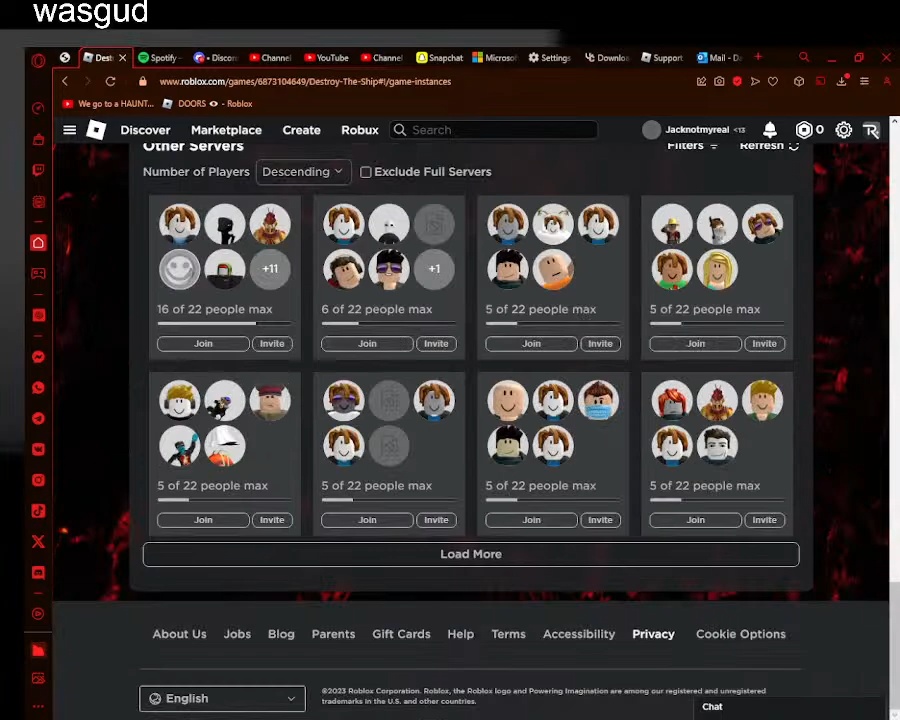 wasgud
Dest
Spotify -
Discon
Channel
YouTube
Channel
Snapchat
Microsof
Settings
Downlo
Support
Mail - Da
www.roblox.com/games/6873104649/Destroy-The-Ship#!/game-instances
We go to a HAUNT...
DOORS 👁 - Roblox
Discover
Marketplace
Create
Robux
Search
Jacknotmyreal <13
0
Other Servers
Filters
Refresh
Number of Players
Descending
Exclude Full Servers
+11
+1
16 of 22 people max
6 of 22 people max
5 of 22 people max
5 of 22 people max
Join Invite
Join Invite
Join Invite
Join Invite
5 of 22 people max
5 of 22 people max
5 of 22 people max
5 of 22 people max
Join Invite
Join Invite
Join Invite
Join Invite
Load More
About Us
Jobs
Blog
Parents
Gift Cards
Help
Terms
Accessibility
Privacy
Cookie Options
English
©2023 Roblox Corporation. Roblox, the Roblox logo and Powering Imagination are among our registered and unregistered
trademarks in the U.S. and other countries.
Chat